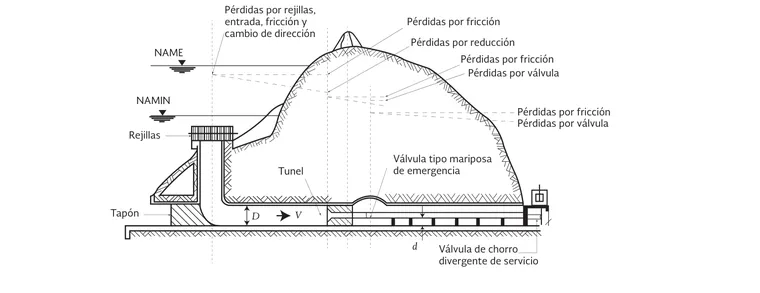 Pérdidas por rejillas,
entrada, fricción y
cambio de dirección
Pérdidas por fricción
Pérdidas por reducción
NAME
Pérdidas por fricción
Pérdidas por válvula
NAMIN
Pérdidas por fricción
Pérdidas por válvula
Rejillas
Tunel
Válvula tipo mariposa
de emergencia
Tapón
D
V
d
Válvula de chorro
divergente de servicio